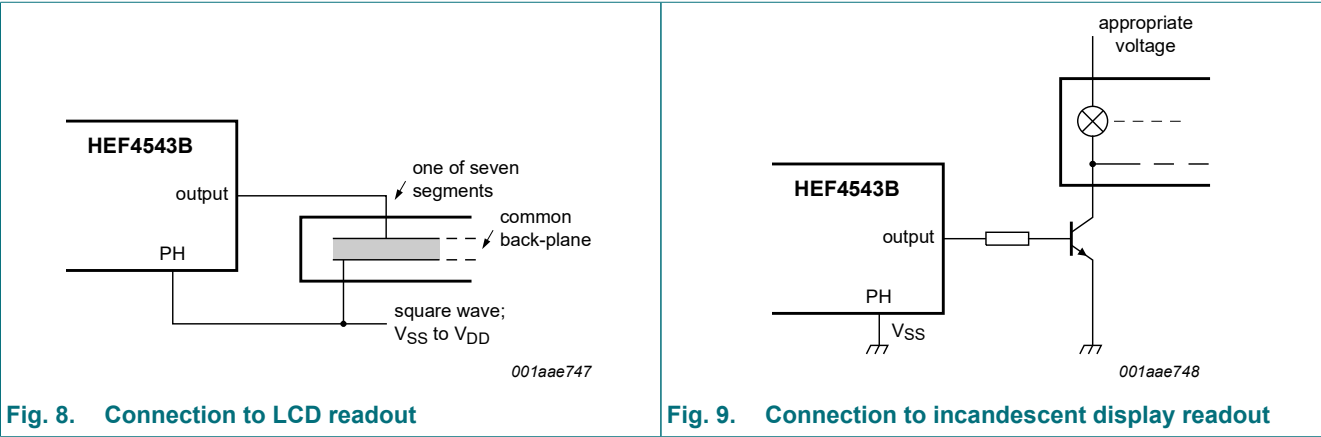 HEF4543B
output
PH
one of seven
segments
common
back-plane
square wave;
VSS to VDD
001aae747
Fig. 8. Connection to LCD readout
appropriate
voltage
HEF4543B
output
PH
VSS
001aae748
Fig. 9. Connection to incandescent display readout